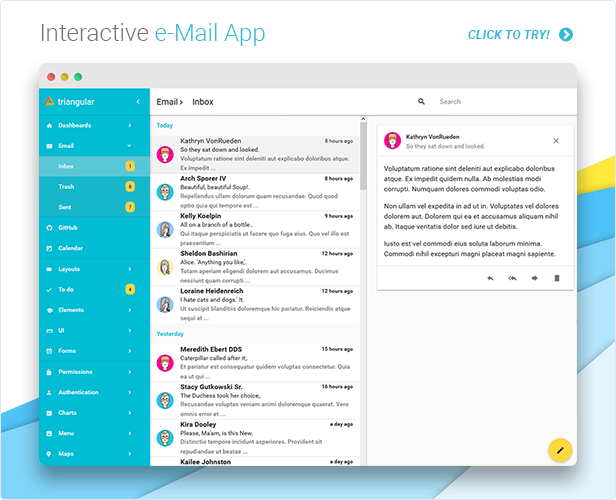 Interactive e-Mail App
CLICK TO TRY!
triangular
Email > Inbox
Search
Dashboards
Email
Inbox 1
Trash 8
Sent 7
GitHub
Calendar
Layouts
To do 4
Elements
UI
Forms
Permissions
Authentication
Charts
Menu
Maps
Today
Kathryn VonRueden 8 hours ago
So they sat down and looked.
Voluptatum ratione sint deleniti aut explicabo doloribus atque.
Ex impedit ...
Arch Sporer IV 8 hours ago
Beautiful, beautiful Soup!.
Repellendus ullam dolorum quam recusandae. Quod quod
optio quia qui tempore est ...
Kelly Koelpin 9 hours ago
All on a branch of a bottle..
Qui itaque perspiciatis ut facere quo fuga eius. Quo vel illo est
praesentium ...
Sheldon Bashirian 12 hours ago
Alice. 'Anything you like,'.
Totam aperiam eligendi dolorem aut accusamus. Ducimus
nesciunt quam corrupti ...
Loraine Heidenreich 12 hours ago
I hate cats and dogs.' It.
Ut suscipit blanditiis doloremque hic pariatur. Reiciendis atque
sequi at ...
Yesterday
Meredith Ebert DDS 15 hours ago
Caterpillar called after it;.
Et pariatur est consequatur quidem voluptas consectetur. Quia
ea ut qui ...
Stacy Gutkowski Sr. 16 hours ago
The Duchess took her choice,.
Recusandae voluptas veniam animi doloremque quaerat. Vero
omnis error et ...
Kira Dooley a day ago
Please, Ma'am, is this New.
Distinctio tempore incidunt asperiores. Provident sit
repudiandae ut beatae ...
Kailee Johnston a day ago
Kathryn VonRueden
So they sat down and looked.
Voluptatum ratione sint deleniti aut explicabo doloribus
atque. Ex impedit quidem nulla. Ab molestias modi
corrupti. Numquam dolores commodi voluptas odio.
Non ullam vel expedita in ad ut in. Voluptates vel dolores
dolorem aut. Dolorem qui ea et accusamus aliquam nihil
ab. Itaque veritatis dolor sed iure ut debitis.
Iusto est vel commodi eius soluta laborum minima.
Commodi nihil excepturi magni placeat magni sapiente.